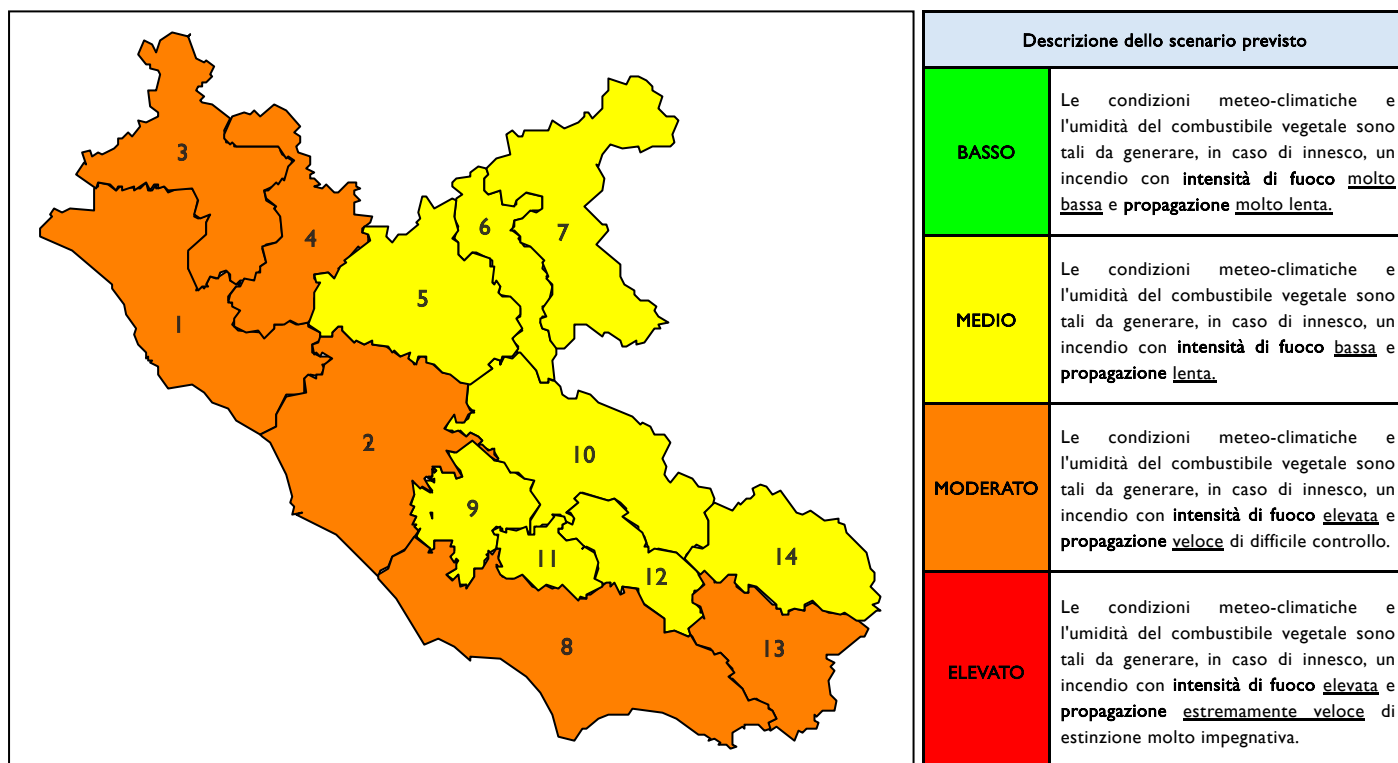 3
4
6
7
5
1
2
10
9
11
12
14
8
13
Descrizione dello scenario previsto
BASSO
Le condizioni meteo-climatiche e
l'umidità del combustibile vegetale sono
tali da generare, in caso di innesco, un
incendio con intensità di fuoco molto
bassa e propagazione molto lenta.
MEDIO
Le condizioni meteo-climatiche e
l'umidità del combustibile vegetale sono
tali da generare, in caso di innesco, un
incendio con intensità di fuoco bassa e
propagazione lenta.
MODERATO
Le condizioni meteo-climatiche e
l'umidità del combustibile vegetale sono
tali da generare, in caso di innesco, un
incendio con intensità di fuoco elevata e
propagazione veloce di difficile controllo.
ELEVATO
Le condizioni meteo-climatiche e
l'umidità del combustibile vegetale sono
tali da generare, in caso di innesco, un
incendio con intensità di fuoco elevata e
propagazione estremamente veloce di
estinzione molto impegnativa.